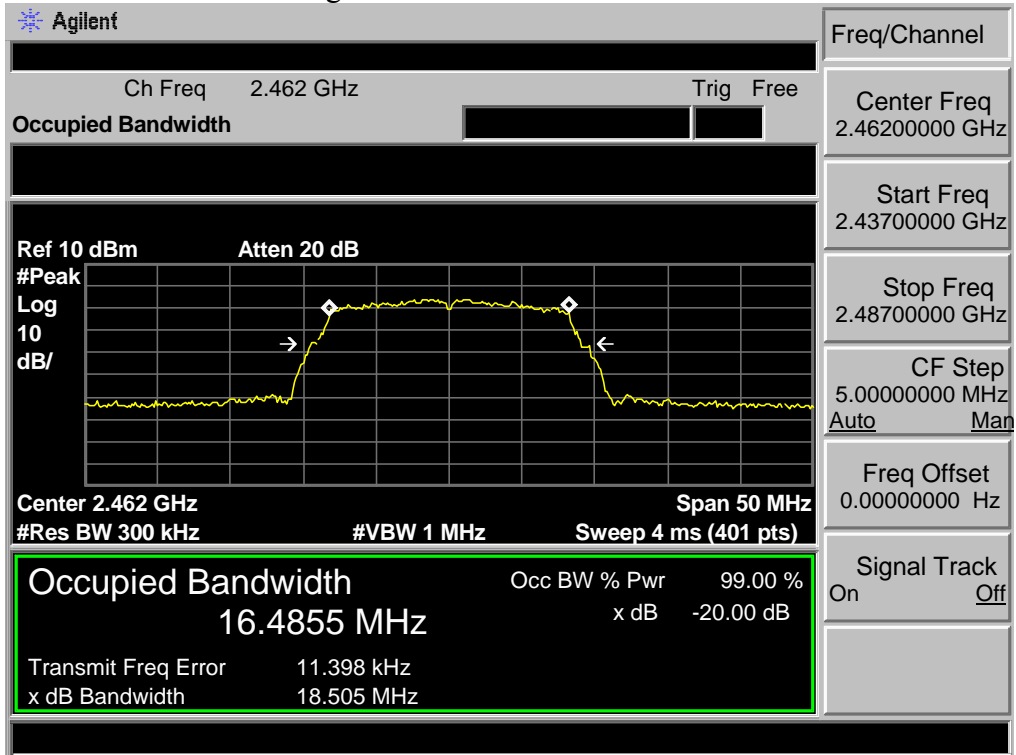 Agilent
Freq/Channel
Ch Freq 2.462 GHz Trig Free
Occupied Bandwidth
Center Freq
2.46200000 GHz
Start Freq
2.43700000 GHz
Ref 10 dBm Atten 20 dB
#Peak
Log
10
dB/
Stop Freq
2.48700000 GHz
CF Step
5.00000000 MHz
Auto Man
Freq Offset
0.00000000 Hz
Center 2.462 GHz Span 50 MHz
#Res BW 300 kHz #VBW 1 MHz Sweep 4 ms (401 pts)
Signal Track
On Off
Occupied Bandwidth Occ BW % Pwr 99.00 %
16.4855 MHz x dB -20.00 dB
Transmit Freq Error 11.398 kHz
x dB Bandwidth 18.505 MHz